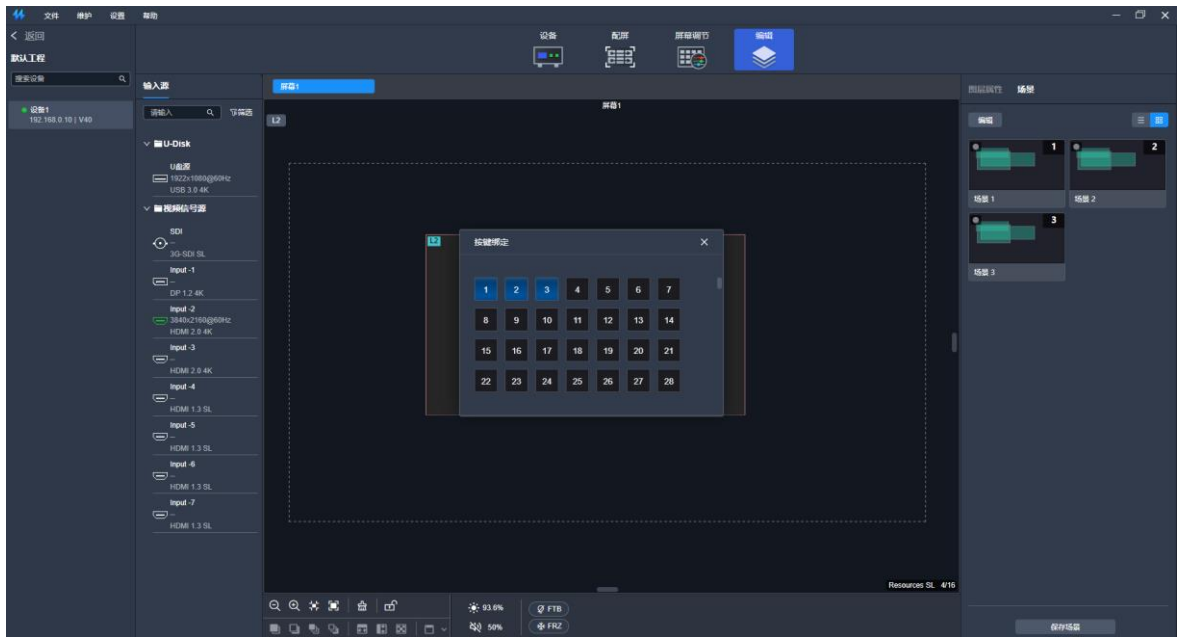 文件 维护 设置 帮助
返回
设备 配屏 屏幕调节 编辑
默认工程
搜索设备
设备1
192.168.0.10 | V40
输入源
请输入 筛选
U-Disk
U盘源
1922x1080@60Hz
USB 3.0 4K
视频信号源
SDI
--
3G-SDI SL
Input -1
--
DP 1.2 4K
Input -2
3840x2160@60Hz
HDMI 2.0 4K
Input -3
--
HDMI 2.0 4K
Input -4
--
HDMI 1.3 SL
Input -5
--
HDMI 1.3 SL
Input -6
--
HDMI 1.3 SL
Input -7
--
HDMI 1.3 SL
屏幕1
屏幕1
L2
L2
按键绑定
1 2 3 4 5 6 7
8 9 10 11 12 13 14
15 16 17 18 19 20 21
22 23 24 25 26 27 28
Resources SL 4/16
93.6% FTB
50% FRZ
图层属性 场景
编辑
1 2
场景 1 场景 2
3
场景 3
保存场景